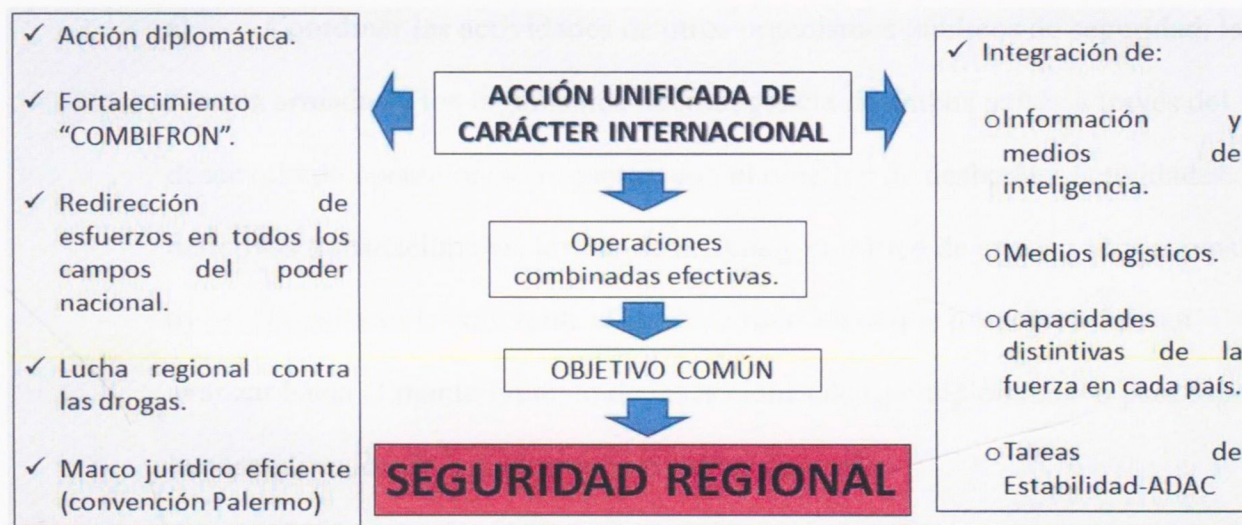 ✓ Acción diplomática.
✓ Fortalecimiento
“COMBIFRON”.
✓ Redirección de
esfuerzos en todos los
campos del poder
nacional.
✓ Lucha regional contra
las drogas.
✓ Marco jurídico eficiente
(convención Palermo)
ACCIÓN UNIFICADA DE
CARÁCTER INTERNACIONAL
Operaciones
combinadas efectivas.
OBJETIVO COMÚN
SEGURIDAD REGIONAL
✓ Integración de:
oInformación y
medios de
inteligencia.
oMedios logísticos.
oCapacidades
distintivas de la
fuerza en cada país.
oTareas de
Estabilidad-ADAC